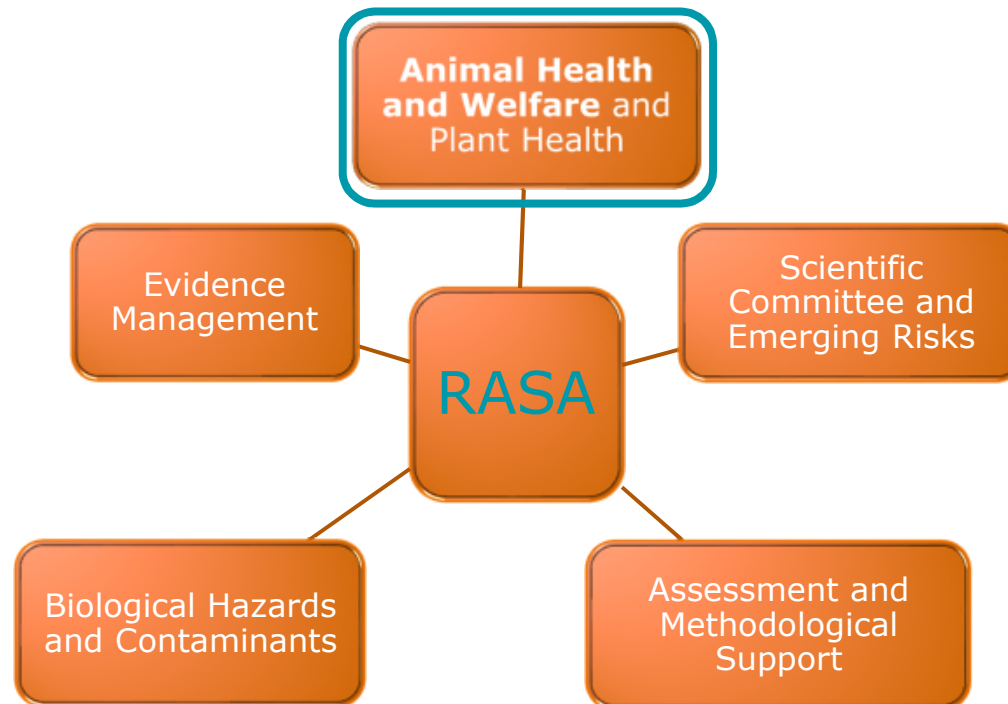 Animal Health
and Welfare and
Plant Health
Evidence
Management
Scientific
Committee and
Emerging Risks
RASA
Biological Hazards
and Contaminants
Assessment and
Methodological
Support